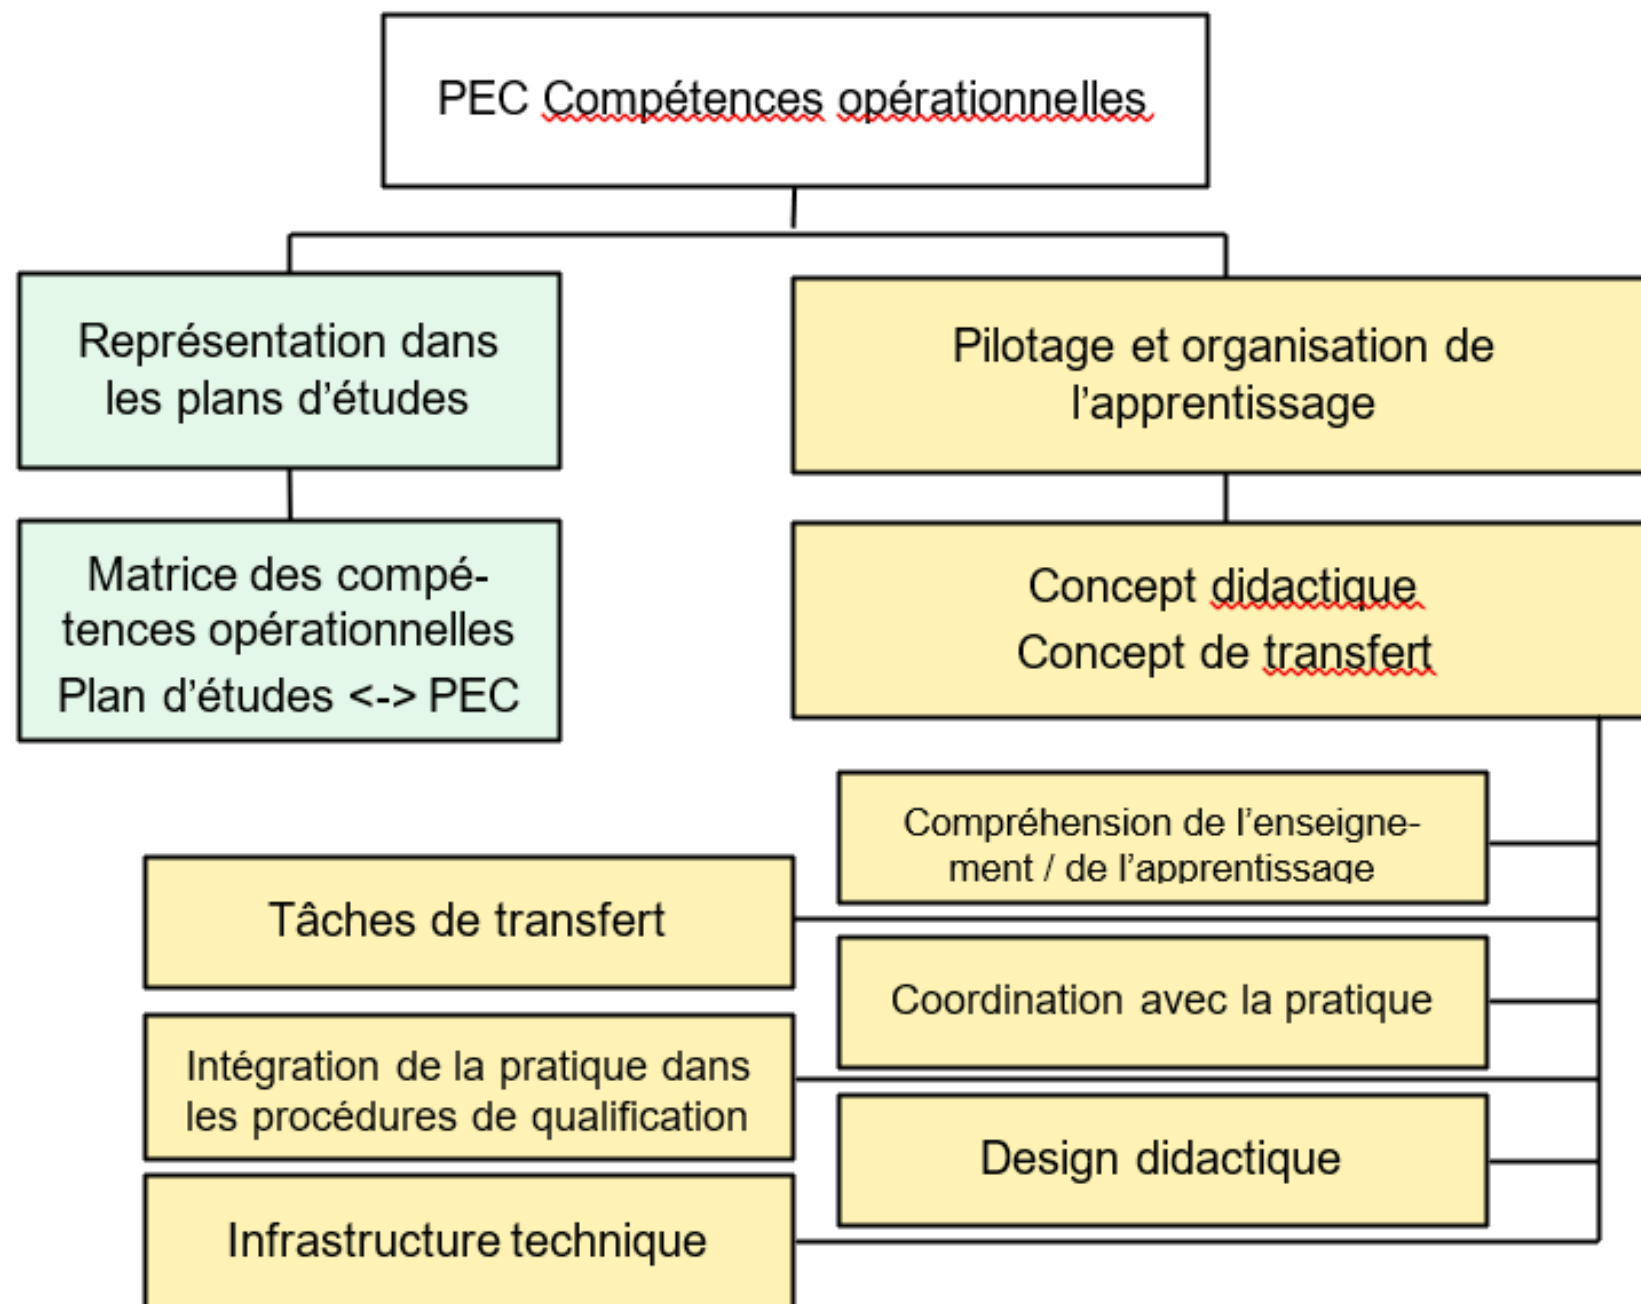 PEC Compétences opérationnelles
Représentation dans
les plans d’études
Pilotage et organisation de
l’apprentissage
Matrice des compé-
tences opérationnelles
Plan d’études <-> PEC
Concept didactique
Concept de transfert
Compréhension de l’enseigne-
ment / de l’apprentissage
Tâches de transfert
Coordination avec la pratique
Intégration de la pratique dans
les procédures de qualification
Design didactique
Infrastructure technique